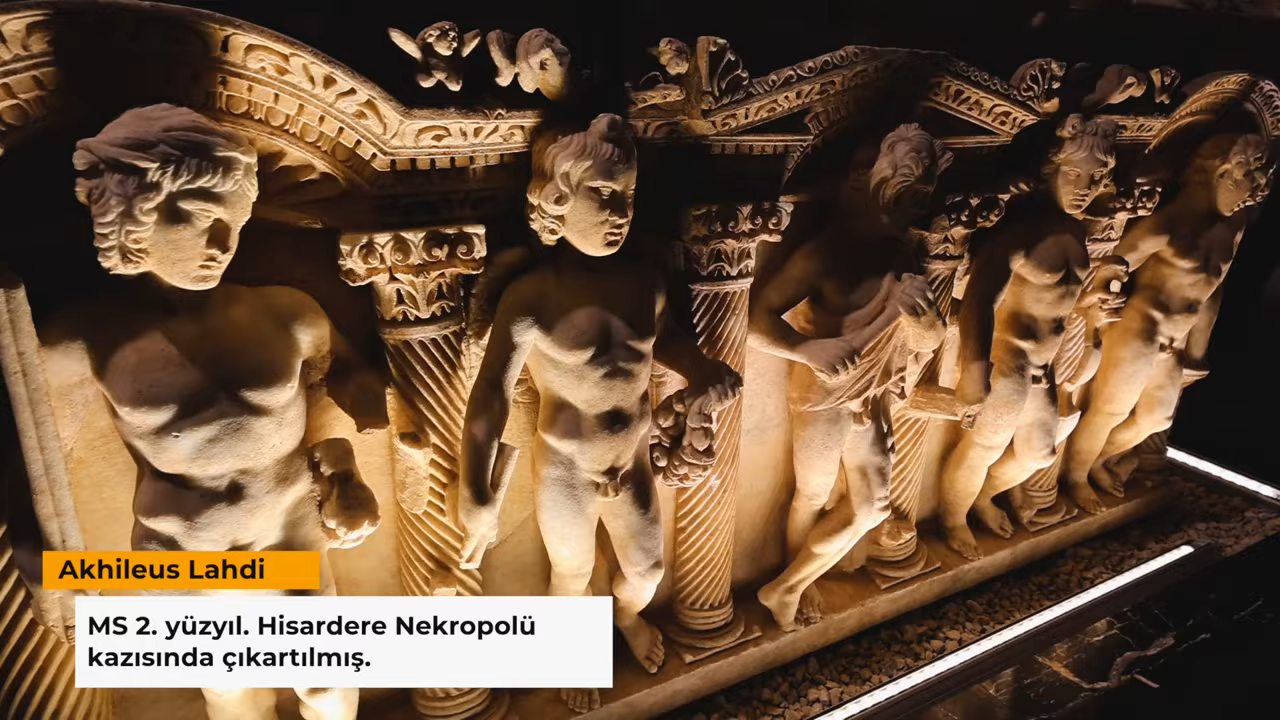 Akhileus Lahdi
MS 2. yüzyıl. Hisardere Nekropolü
kazısında çıkartılmış.